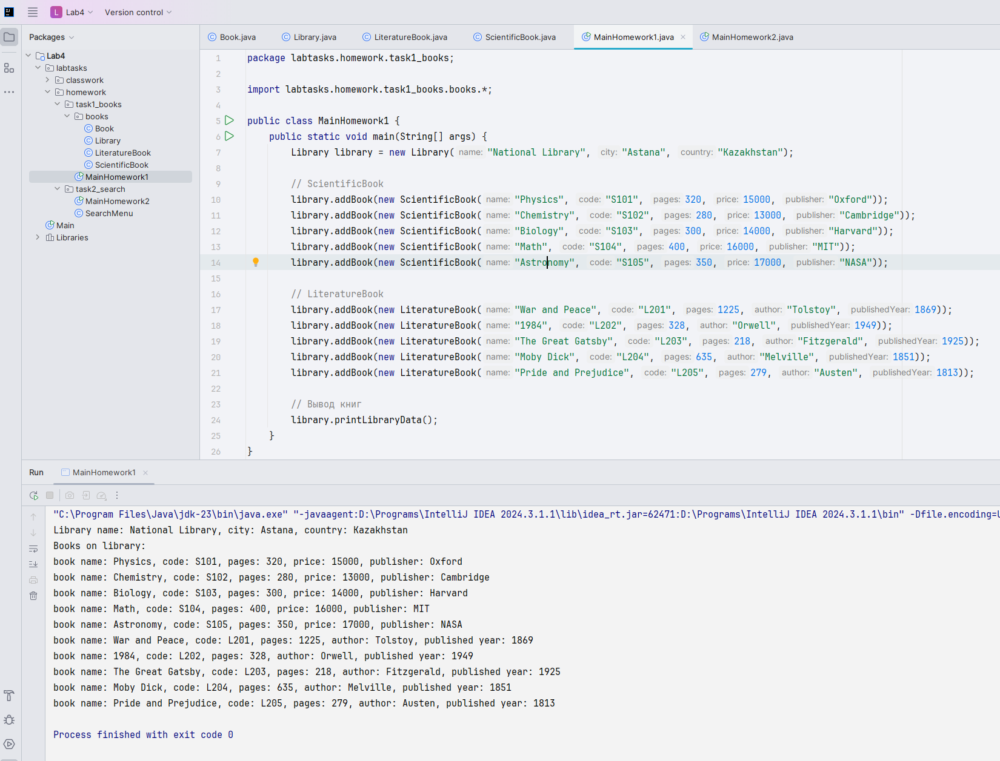 L Lab4 Version control
Packages
Book.java Library.java LiteratureBook.java ScientificBook.java MainHomework1.java MainHomework2.java
Lab4
labtasks
classwork
homework
task1_books
books
Book
Library
LiteratureBook
ScientificBook
MainHomework1
task2_search
MainHomework2
SearchMenu
Main
Libraries
1 package labtasks.homework.task1_books;
2
3 import labtasks.homework.task1_books.books.*;
4
5 public class MainHomework1 {
6 public static void main(String[] args) {
7 Library library = new Library( name: "National Library", city: "Astana", country: "Kazakhstan");
8
9 // ScientificBook
10 library.addBook(new ScientificBook( name: "Physics", code: "S101", pages: 320, price: 15000, publisher: "Oxford"));
11 library.addBook(new ScientificBook( name: "Chemistry", code: "S102", pages: 280, price: 13000, publisher: "Cambridge"));
12 library.addBook(new ScientificBook( name: "Biology", code: "S103", pages: 300, price: 14000, publisher: "Harvard"));
13 library.addBook(new ScientificBook( name: "Math", code: "S104", pages: 400, price: 16000, publisher: "MIT"));
14 library.addBook(new ScientificBook( name: "Astronomy", code: "S105", pages: 350, price: 17000, publisher: "NASA"));
15
16 // LiteratureBook
17 library.addBook(new LiteratureBook( name: "War and Peace", code: "L201", pages: 1225, author: "Tolstoy", publishedYear: 1869));
18 library.addBook(new LiteratureBook( name: "1984", code: "L202", pages: 328, author: "Orwell", publishedYear: 1949));
19 library.addBook(new LiteratureBook( name: "The Great Gatsby", code: "L203", pages: 218, author: "Fitzgerald", publishedYear: 1925));
20 library.addBook(new LiteratureBook( name: "Moby Dick", code: "L204", pages: 635, author: "Melville", publishedYear: 1851));
21 library.addBook(new LiteratureBook( name: "Pride and Prejudice", code: "L205", pages: 279, author: "Austen", publishedYear: 1813));
22
23 // Вывод книг
24 library.printLibraryData();
25 }
26 }
Run MainHomework1
"C:\Program Files\Java\jdk-23\bin\java.exe" "-javaagent:D:\Programs\IntelliJ IDEA 2024.3.1.1\lib\idea_rt.jar=62471:D:\Programs\IntelliJ IDEA 2024.3.1.1\bin" -Dfile.encoding=U
Library name: National Library, city: Astana, country: Kazakhstan
Books on library:
book name: Physics, code: S101, pages: 320, price: 15000, publisher: Oxford
book name: Chemistry, code: S102, pages: 280, price: 13000, publisher: Cambridge
book name: Biology, code: S103, pages: 300, price: 14000, publisher: Harvard
book name: Math, code: S104, pages: 400, price: 16000, publisher: MIT
book name: Astronomy, code: S105, pages: 350, price: 17000, publisher: NASA
book name: War and Peace, code: L201, pages: 1225, author: Tolstoy, published year: 1869
book name: 1984, code: L202, pages: 328, author: Orwell, published year: 1949
book name: The Great Gatsby, code: L203, pages: 218, author: Fitzgerald, published year: 1925
book name: Moby Dick, code: L204, pages: 635, author: Melville, published year: 1851
book name: Pride and Prejudice, code: L205, pages: 279, author: Austen, published year: 1813
Process finished with exit code 0